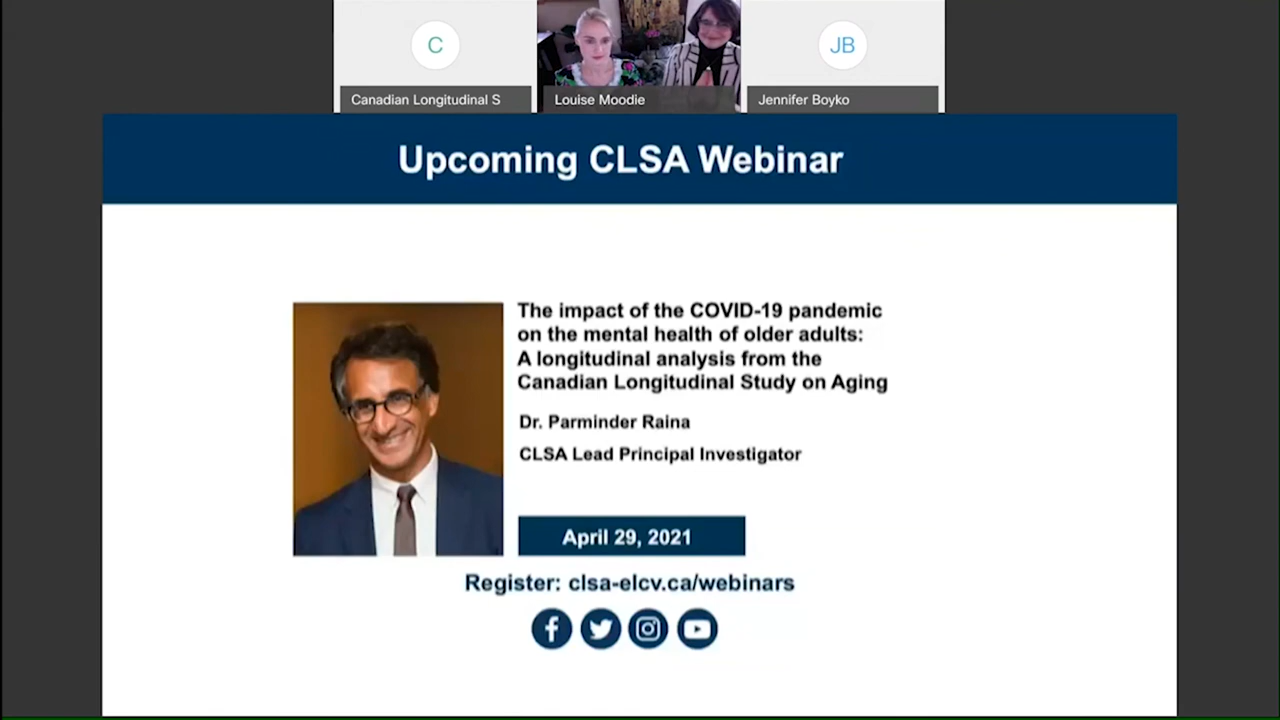 C
JB
Canadian Longitudinal S
Louise Moodie
Jennifer Boyko
Upcoming CLSA Webinar
The impact of the COVID-19 pandemic
on the mental health of older adults:
A longitudinal analysis from the
Canadian Longitudinal Study on Aging
Dr. Parminder Raina
CLSA Lead Principal Investigator
April 29, 2021
Register: clsa-elcv.ca/webinars